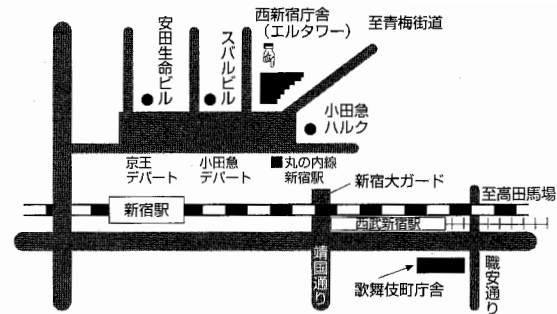 安田生命ビル
スバルビル
西新宿庁舎
（エルタワー）
至青梅街道
小田急
ハルク
京王
デパート
小田急
デパート
丸の内線
新宿駅
新宿大ガード
至高田馬場
新宿駅
西武新宿駅
靖国通り
歌舞伎町庁舎
職安通り